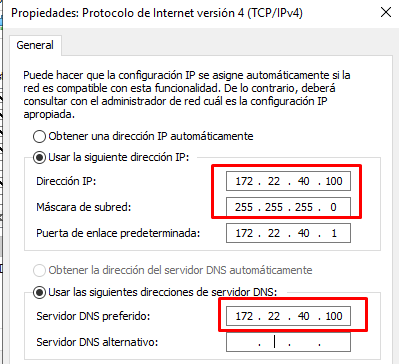 Propiedades: Protocolo de Internet versión 4 (TCP/IPv4)
General
Puede hacer que la configuración IP se asigne automáticamente si la
red es compatible con esta funcionalidad. De lo contrario, deberá
consultar con el administrador de red cuál es la configuración IP
apropiada.
Obtener una dirección IP automáticamente
Usar la siguiente dirección IP:
Dirección IP: 172 . 22 . 40 . 100
Máscara de subred: 255 . 255 . 255 . 0
Puerta de enlace predeterminada: 172 . 22 . 40 . 1
Obtener la dirección del servidor DNS automáticamente
Usar las siguientes direcciones de servidor DNS:
Servidor DNS preferido: 172 . 22 . 40 . 100
Servidor DNS alternativo: . . .